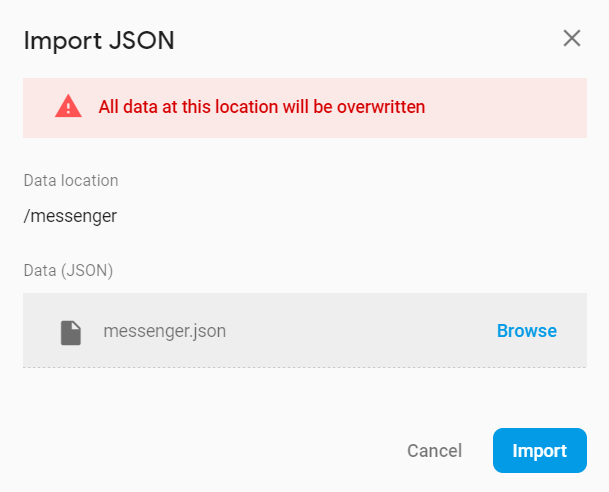 Import JSON
All data at this location will be overwritten
Data location
/messenger
Data (JSON)
messenger.json
Browse
Cancel
Import